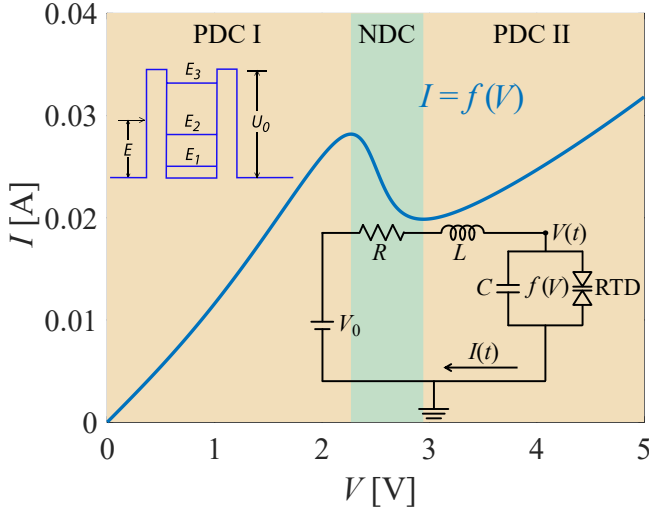 PDC I NDC PDC II
I = f(V)
E₃
E₂
E₁
E
U₀
0.04
0.03
0.02
0.01
0
I [A]
R L V(t)
C f(V) RTD
V₀
I(t)
0 1 2 3 4 5
V [V]